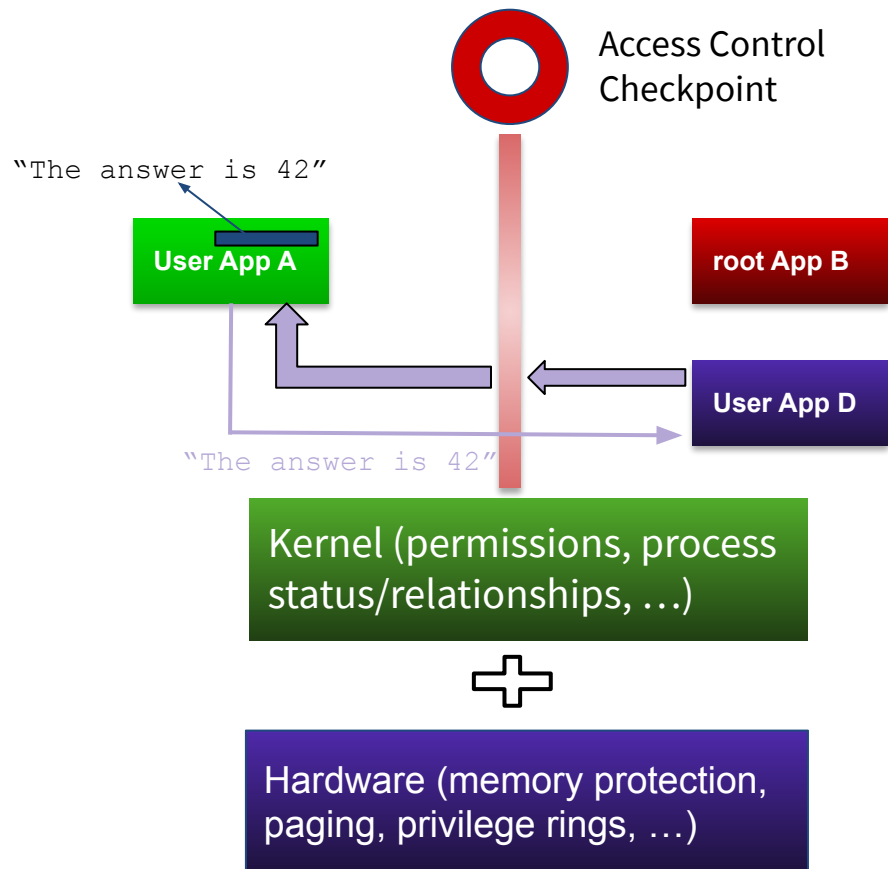 Access Control
Checkpoint
“The answer is 42”
User App A
root App B
User App D
“The answer is 42”
Kernel (permissions, process
status/relationships, …)
Hardware (memory protection,
paging, privilege rings, …)